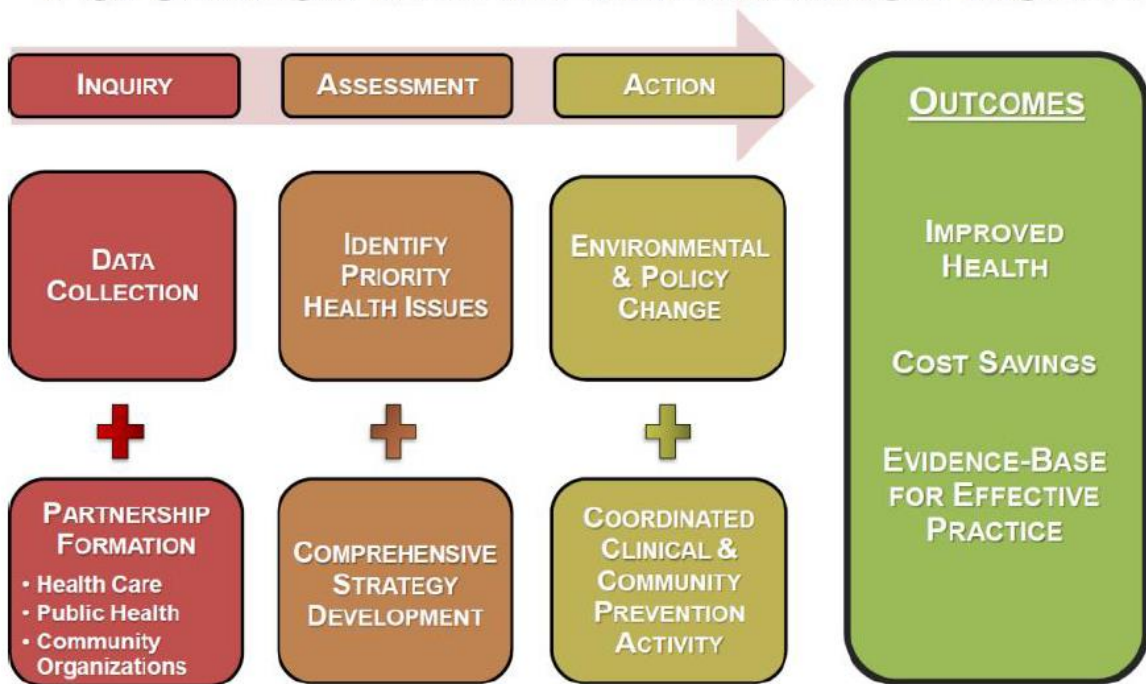 INQUIRY
ASSESSMENT
ACTION
OUTCOMES
DATA
COLLECTION
IDENTIFY
PRIORITY
HEALTH ISSUES
ENVIRONMENTAL
& POLICY
CHANGE
IMPROVED
HEALTH
COST SAVINGS
EVIDENCE-BASE
FOR EFFECTIVE
PRACTICE
PARTNERSHIP
FORMATION
• Health Care
• Public Health
• Community
Organizations
COMPREHENSIVE
STRATEGY
DEVELOPMENT
COORDINATED
CLINICAL &
COMMUNITY
PREVENTION
ACTIVITY